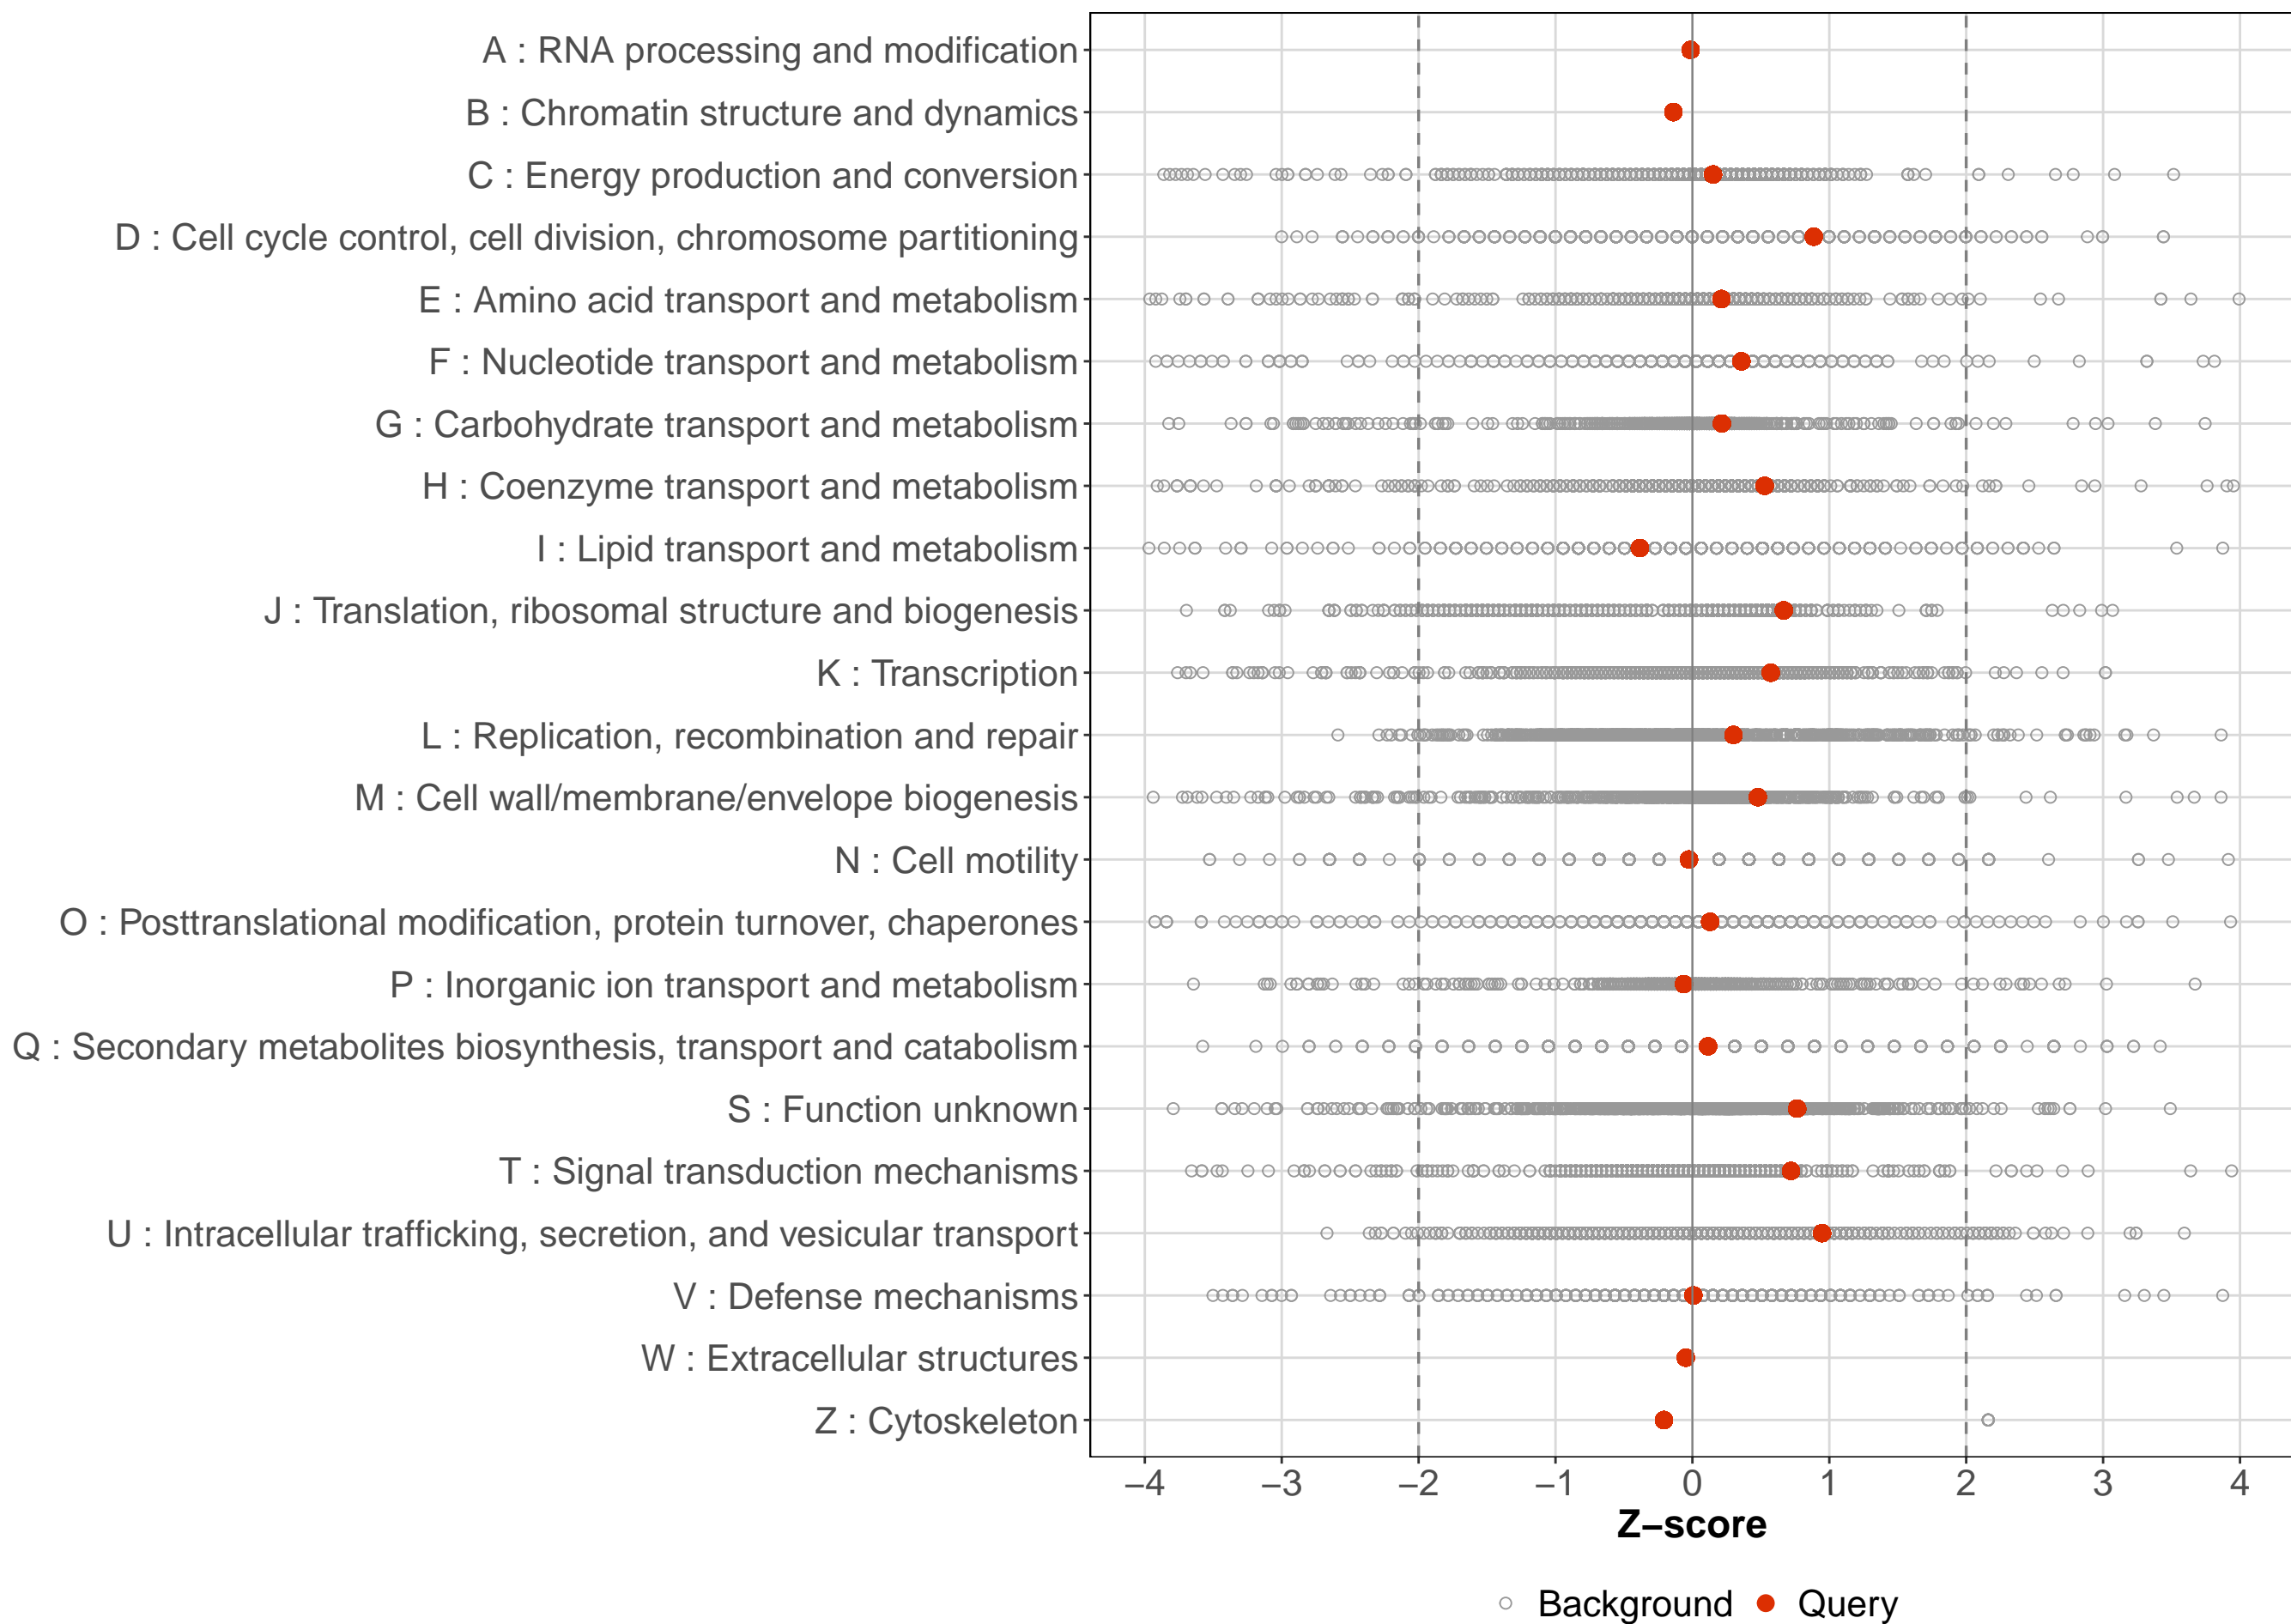 A : RNA processing and modification
B : Chromatin structure and dynamics
C : Energy production and conversion
D : Cell cycle control, cell division, chromosome partitioning
E : Amino acid transport and metabolism
F : Nucleotide transport and metabolism
G : Carbohydrate transport and metabolism
H : Coenzyme transport and metabolism
I : Lipid transport and metabolism
J : Translation, ribosomal structure and biogenesis
K : Transcription
L : Replication, recombination and repair
M : Cell wall/membrane/envelope biogenesis
N : Cell motility
O : Posttranslational modification, protein turnover, chaperones
P : Inorganic ion transport and metabolism
Q : Secondary metabolites biosynthesis, transport and catabolism
S : Function unknown
T : Signal transduction mechanisms
U : Intracellular trafficking, secretion, and vesicular transport
V : Defense mechanisms
W : Extracellular structures
Z : Cytoskeleton
−4 −3 −2 −1 0 1 2 3 4
Z−score
Background Query